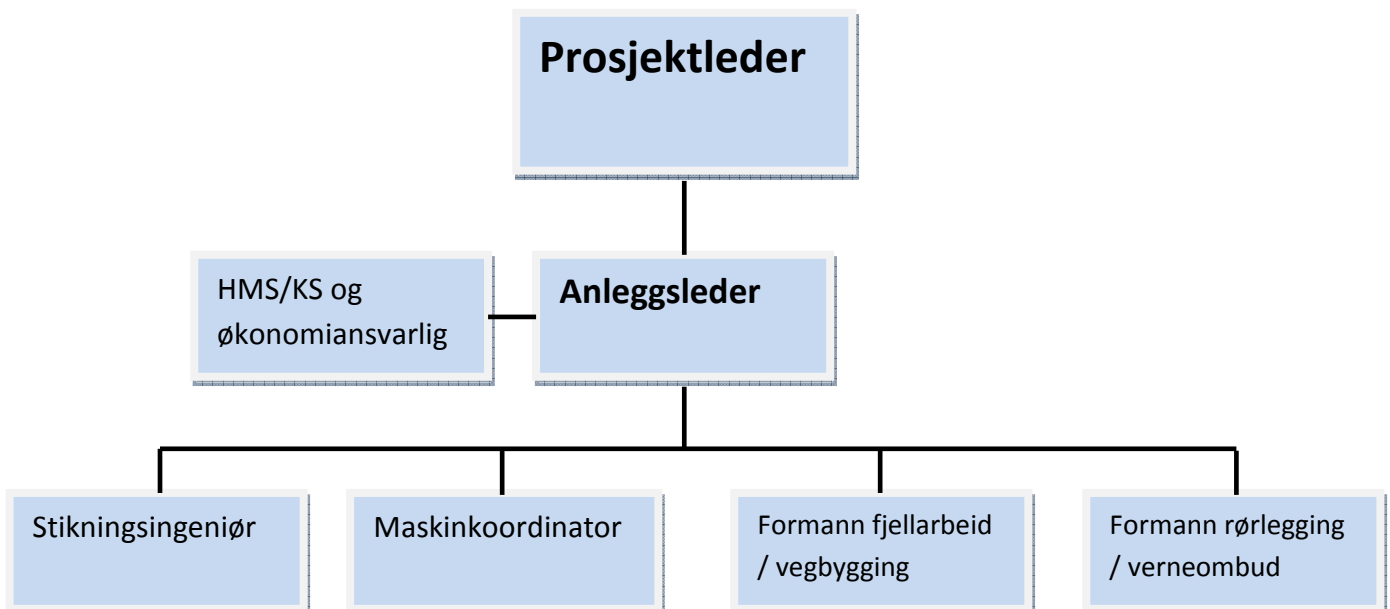 Prosjektleder
HMS/KS og
økonomiansvarlig
Anleggsleder
Stikningsingeniør
Maskinkoordinator
Formann fjellarbeid
/ vegbygging
Formann rørlegging
/ verneombud